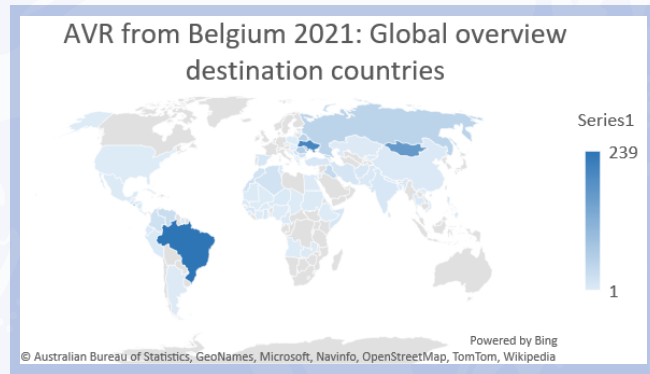 AVR from Belgium 2021: Global overview
destination countries
Series1
239
1
Powered by Bing
© Australian Bureau of Statistics, GeoNames, Microsoft, Navinfo, OpenStreetMap, TomTom, Wikipedia